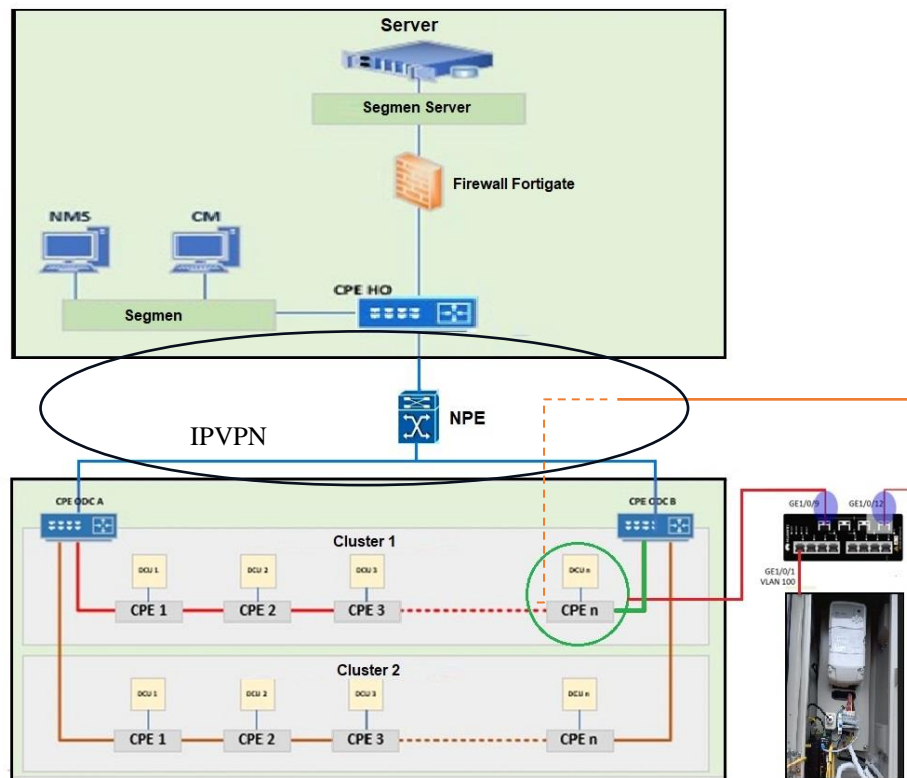 Server
Segmen Server
Firewall Fortigate
NMS
CM
CPE HO
Segmen
NPE
IPVPN
CPE ODC A
CPE ODC B
GE1/0/9
GE1/0/12
Cluster 1
DCU 1
DCU 2
DCU 3
DCU n
GE1/0/1
VLAN 100
CPE 1
CPE 2
CPE 3
CPE n
Cluster 2
DCU 1
DCU 2
DCU 3
DCU n
CPE 1
CPE 2
CPE 3
CPE n